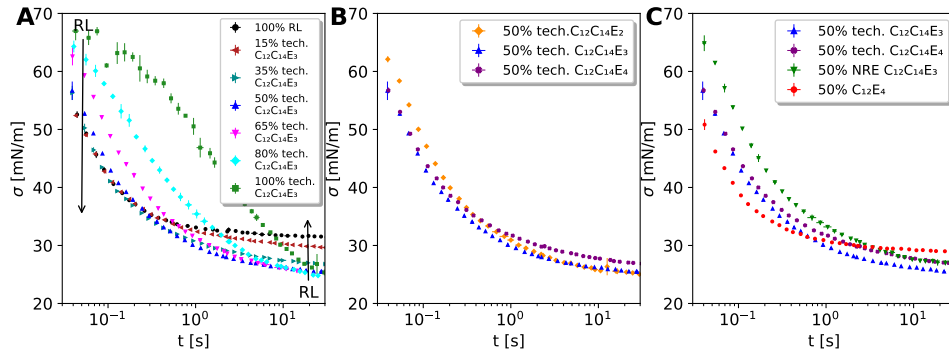 A
B
C
RL
100% RL
15% tech.
C₁₂C₁₄E₃
35% tech.
C₁₂C₁₄E₃
50% tech.
C₁₂C₁₄E₃
65% tech.
C₁₂C₁₄E₃
80% tech.
C₁₂C₁₄E₃
100% tech.
C₁₂C₁₄E₃
RL
σ [mN/m]
70
60
50
40
30
20
10⁻¹
10⁰
10¹
t [s]
50% tech.C₁₂C₁₄E₂
50% tech. C₁₂C₁₄E₃
50% tech. C₁₂C₁₄E₄
σ [mN/m]
70
60
50
40
30
20
10⁻¹
10⁰
10¹
t [s]
50% tech. C₁₂C₁₄E₃
50% tech. C₁₂C₁₄E₄
50% NRE C₁₂C₁₄E₃
50% C₁₂E₄
σ [mN/m]
70
60
50
40
30
20
10⁻¹
10⁰
10¹
t [s]